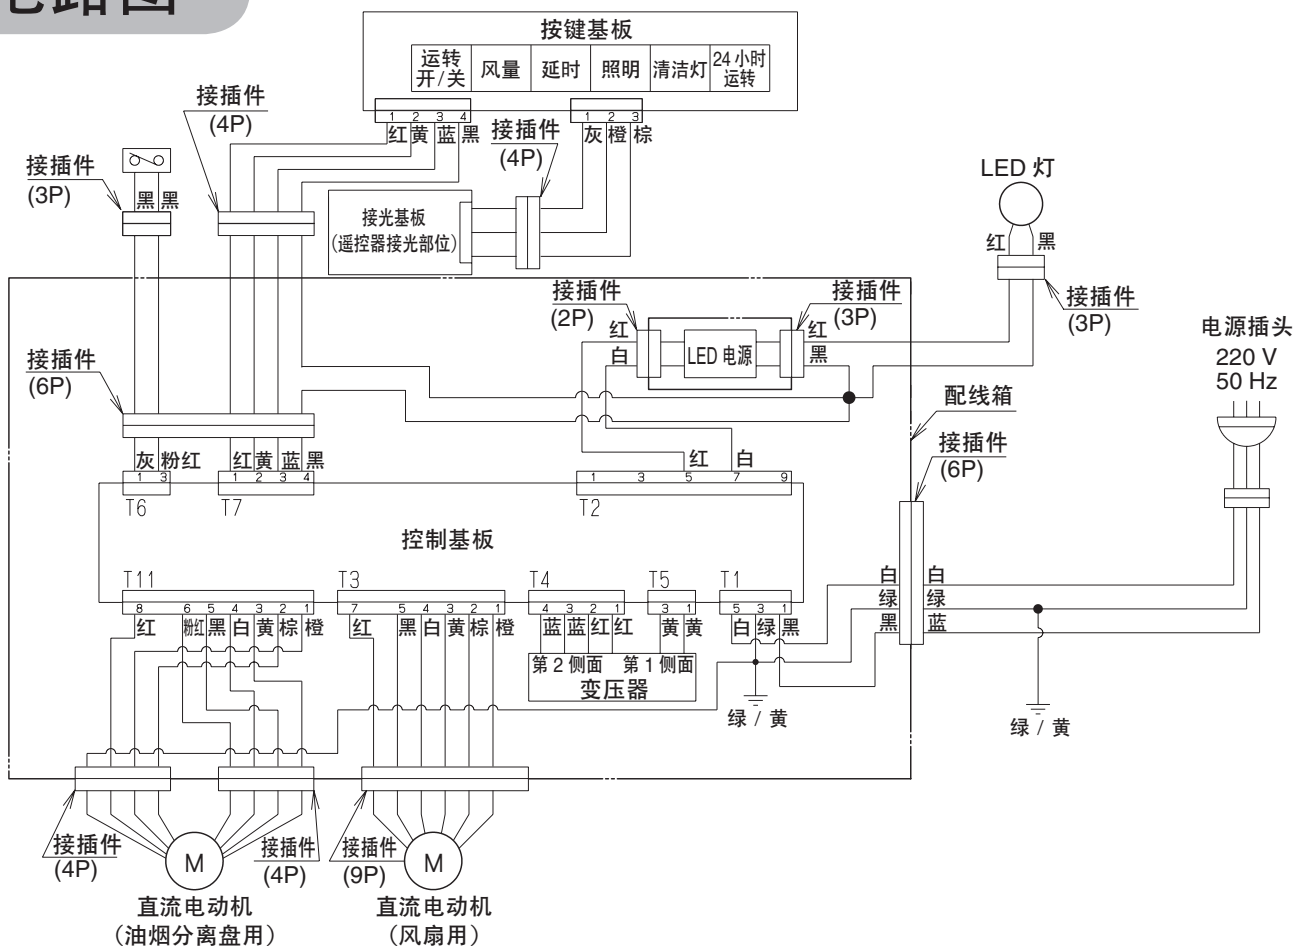 电路图
按键基板
运转
开/关
风量
延时
照明
清洁灯
24小时
运转
1 2 3 4
红 黄 蓝 黑
1 2 3
灰 橙 棕
接插件
(4P)
接插件
(4P)
接插件
(3P)
黑 黑
接光基板
(遥控器接光部位)
LED 灯
红 黑
接插件
(3P)
接插件
(2P)
接插件
(3P)
红
白
LED 电源
红
黑
电源插头
220 V
50 Hz
接插件
(6P)
配线箱
接插件
(6P)
灰 粉红
红 黄 蓝 黑
红 白
1 3
1 2 3 4
1 3 5 7 9
T6
T7
T2
控制基板
T11
T3
T4
T5
T1
8 6 5 4 3 2 1
7 5 4 3 2 1
4 3 2 1
3 1
5 3 1
红 粉红 黑 白 黄 棕 橙
红 黑 白 黄 棕 橙
蓝 蓝 红 红
黄 黄
白 绿 黑
白
绿
黑
白
绿
蓝
第 2 侧面
第 1 侧面
变压器
绿 / 黄
绿 / 黄
接插件
(4P)
M
接插件
(4P)
接插件
(9P)
M
直流电动机
(油烟分离盘用)
直流电动机
(风扇用)